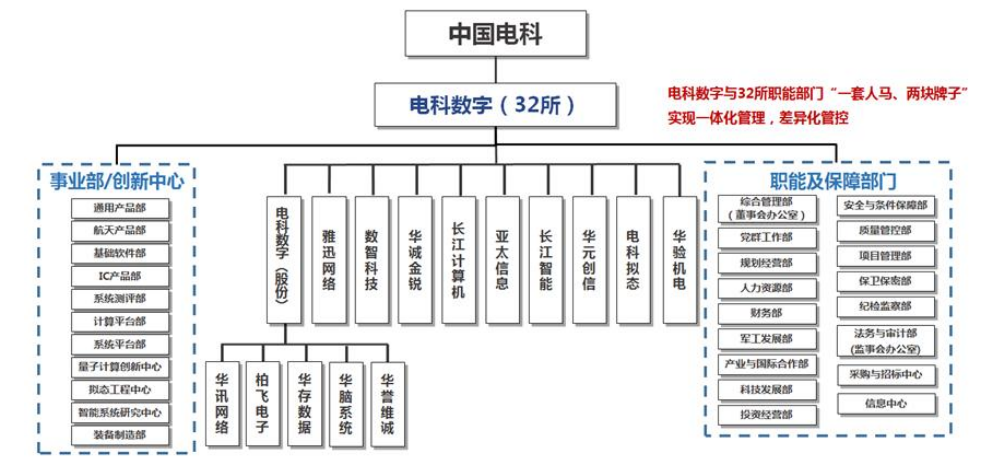 中国电科
电科数字（32所）
电科数字与32所职能部门“一套人马、两块牌子”
实现一体化管理，差异化管控
事业部/创新中心
通用产品部
航天产品部
基础软件部
IC产品部
系统测评部
计算平台部
系统平台部
量子计算创新中心
拟态工程中心
智能系统研究中心
装备制造部
电科数字（股份）
雅迅网络
数智科技
华诚金锐
长江计算机
亚太信息
长江智能
华元创信
电科拟态
华验机电
华讯网络
柏飞电子
华存数据
华脑系统
华誉维诚
职能及保障部门
综合管理部
（董事会办公室）
党群工作部
规划经营部
人力资源部
财务部
军工发展部
产业与国际合作部
科技发展部
投资经营部
安全与条件保障部
质量管控部
项目管理部
保卫保密部
纪检监察部
法务与审计部
(监事会办公室)
采购与招标中心
信息中心